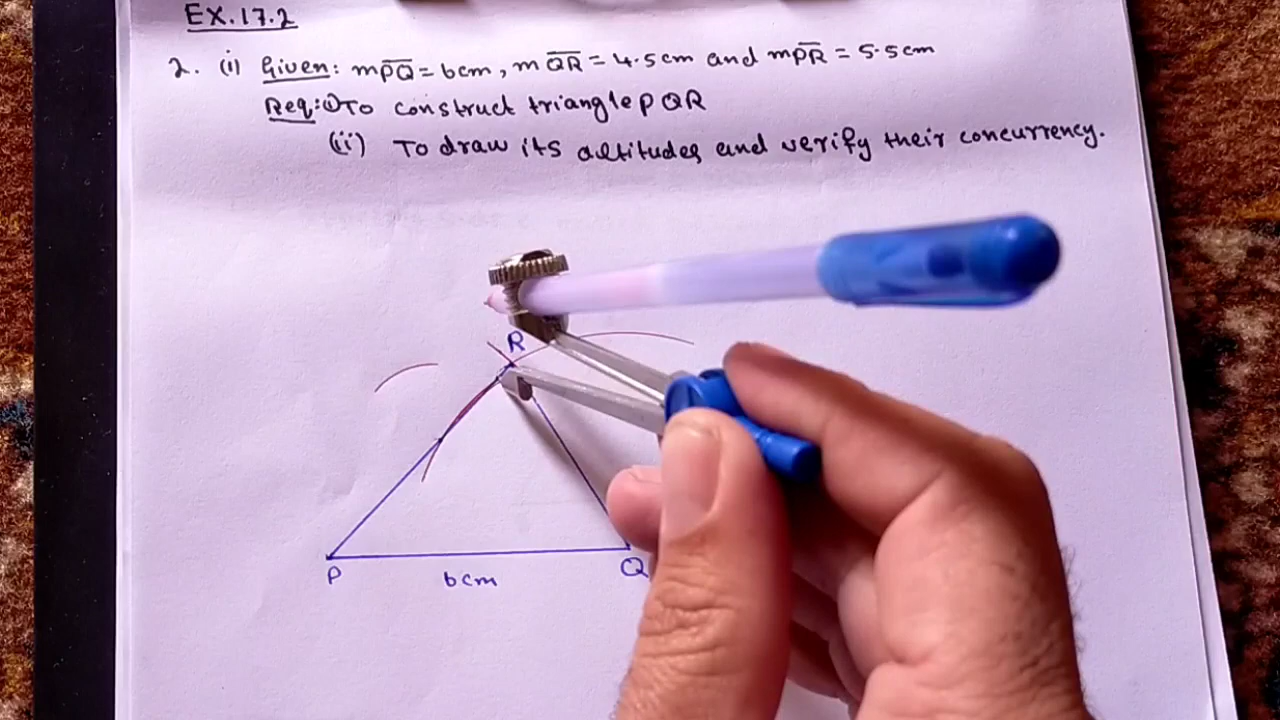 EX.17.2
2. (i) Given: mPQ̅ = 6cm, m QR̅ = 4.5cm and mPR̅ = 5.5cm
Req:(i) To construct triangle PQR
(ii) To draw its altitudes and verify their concurrency.
R
P 6cm Q